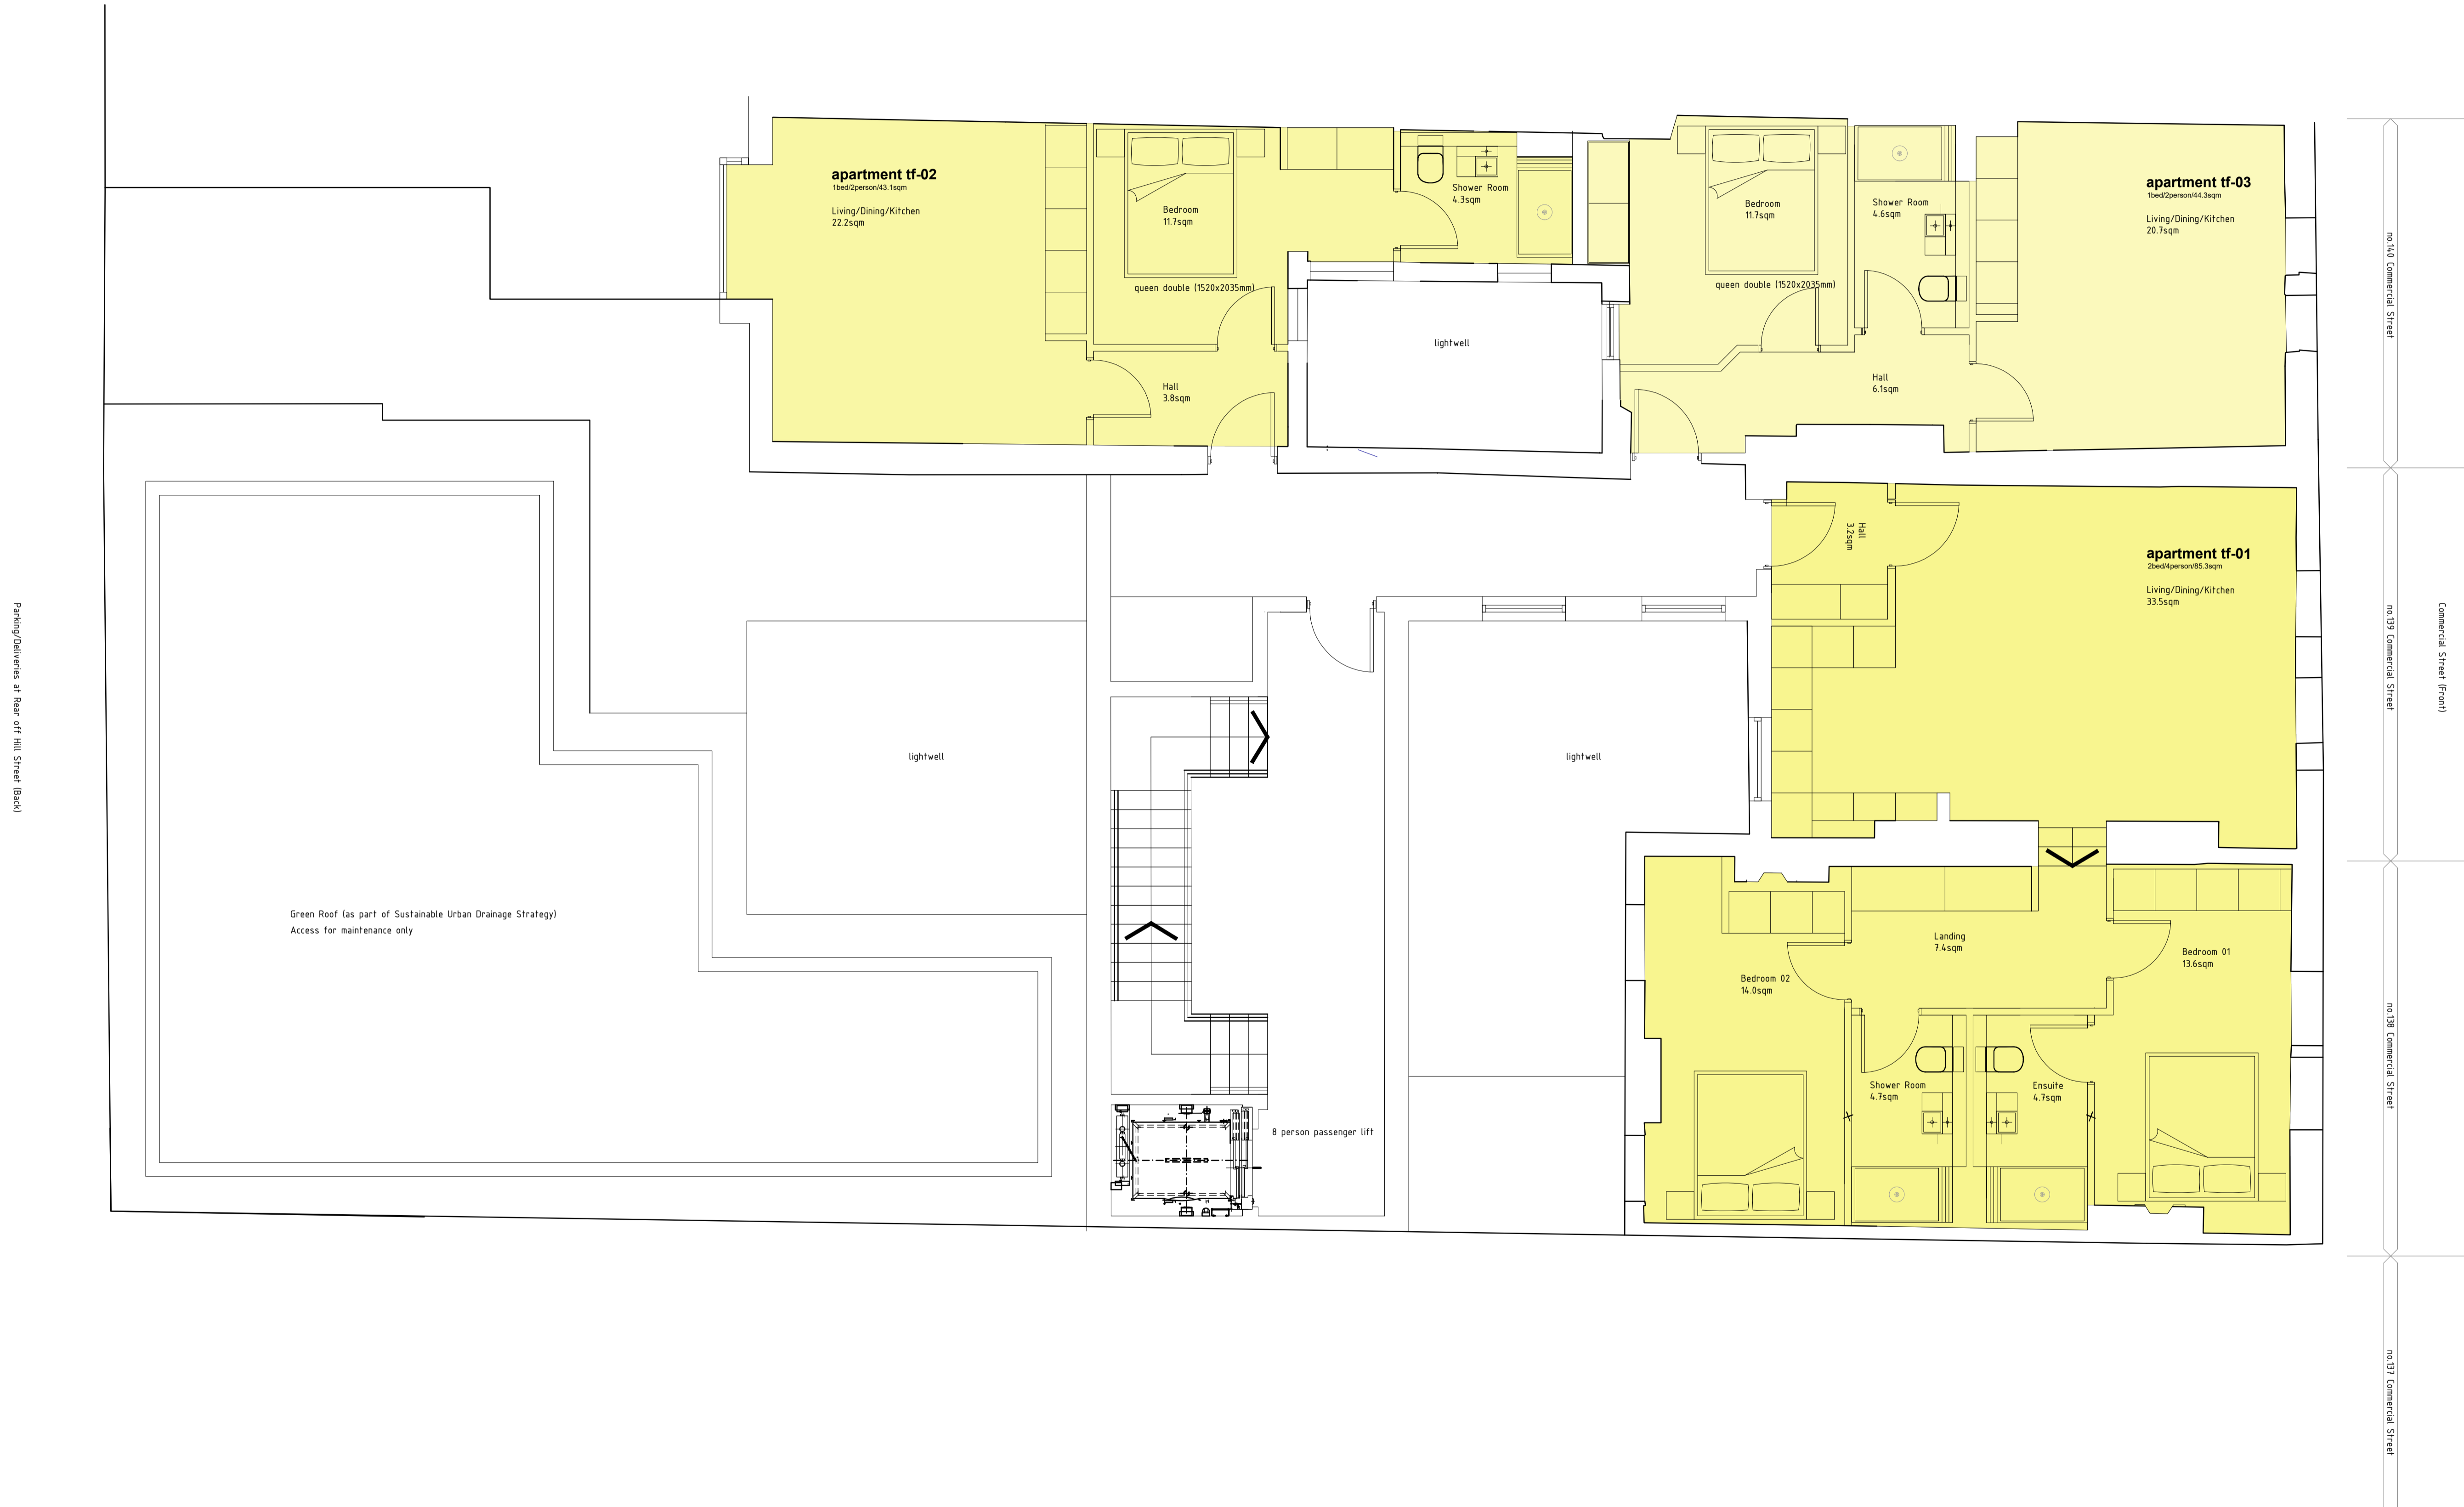 apartment tf-02
1bed/2person/43.1sqm
Living/Dining/Kitchen
22.2sqm
Bedroom
11.7sqm
queen double (1520x2035mm)
Hall
3.8sqm
Shower Room
4.3sqm
lightwell
Bedroom
11.7sqm
queen double (1520x2035mm)
Shower Room
4.6sqm
Hall
6.1sqm
apartment tf-03
1bed/2person/44.3sqm
Living/Dining/Kitchen
20.7sqm
Hall
3.2sqm
apartment tf-01
2bed/4person/85.3sqm
Living/Dining/Kitchen
33.5sqm
lightwell
lightwell
Green Roof (as part of Sustainable Urban Drainage Strategy)
Access for maintenance only
Landing
7.4sqm
Bedroom 01
13.6sqm
Bedroom 02
14.0sqm
Shower Room
4.7sqm
Ensuite
4.7sqm
8 person passenger lift
Parking/Deliveries at Rear off Hill Street (Back)
no.140 Commercial Street
no.139 Commercial Street
no.138 Commercial Street
no.137 Commercial Street
Commercial Street (Front)